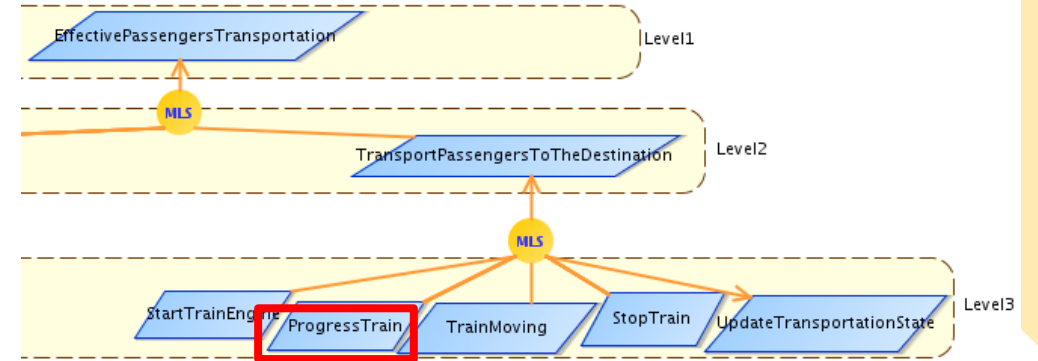 EffectivePassengersTransportation
Level1
MLS
TransportPassengersToTheDestination
Level2
MLS
StartTrainEngine
ProgressTrain
TrainMoving
StopTrain
UpdateTransportationState
Level3